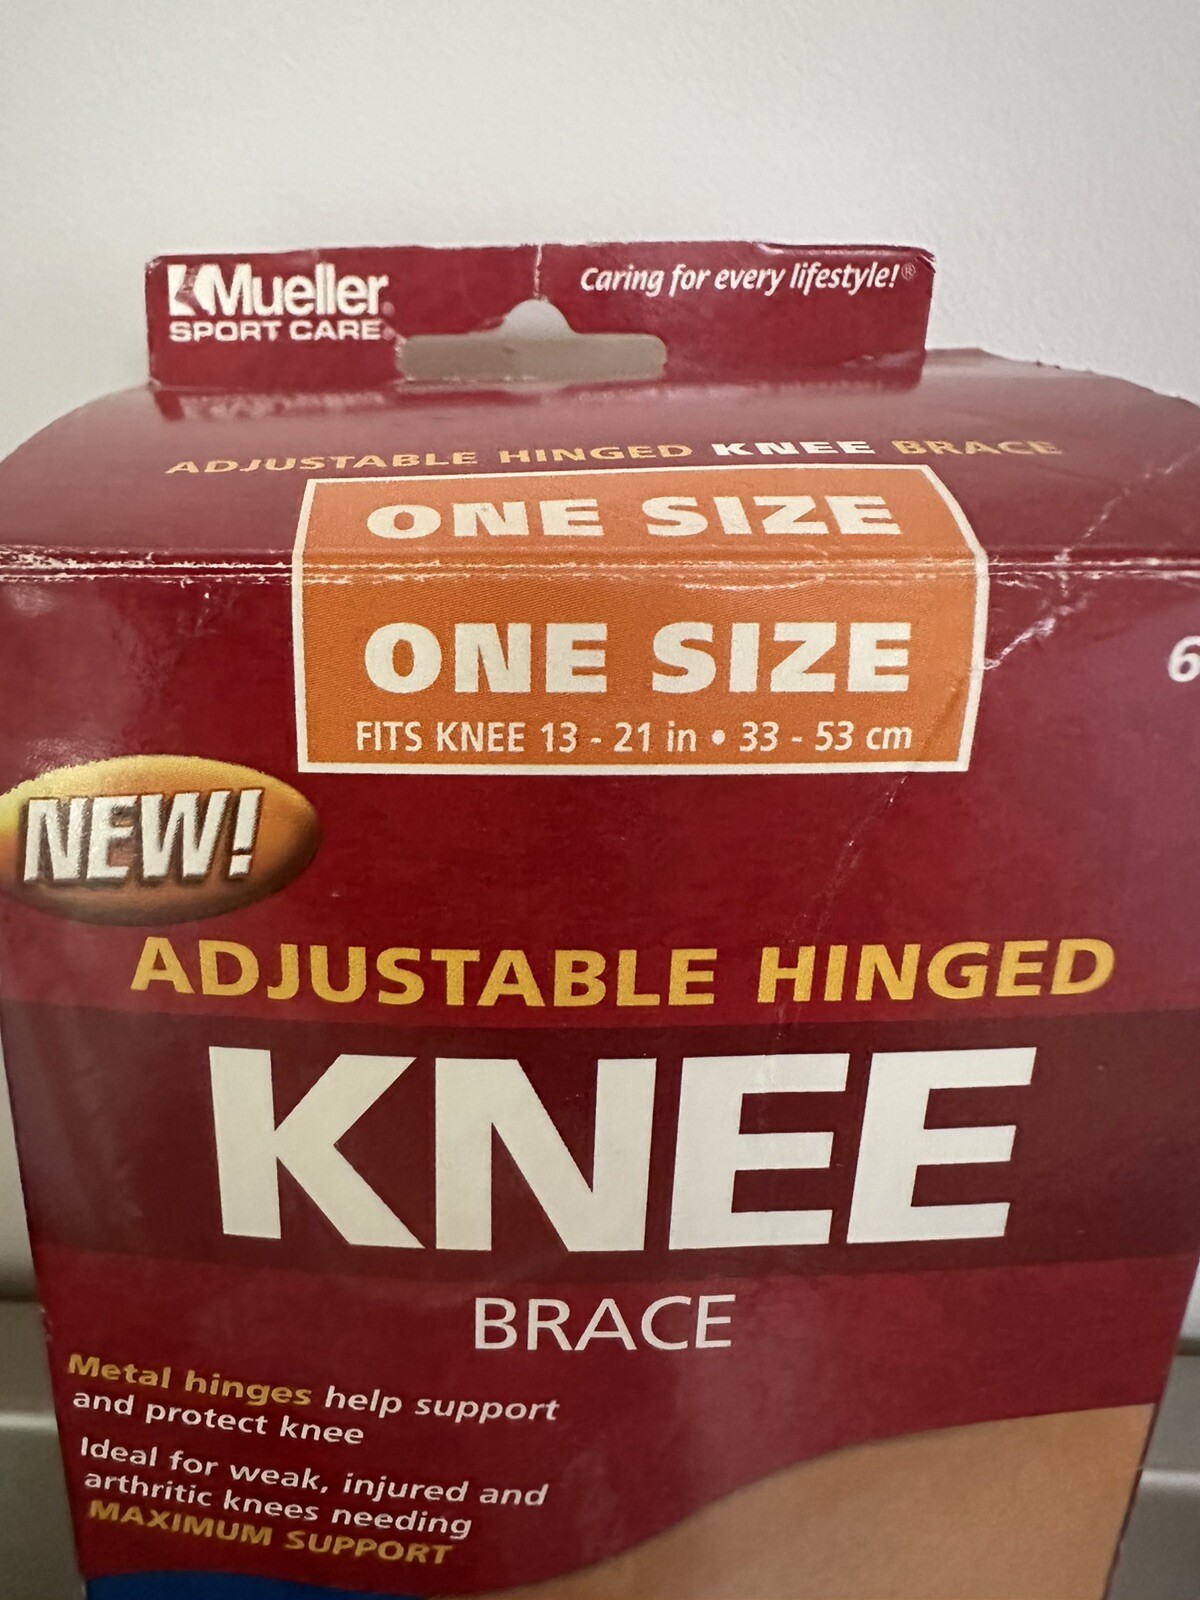 Mueller®
SPORT CARE®
Caring for every lifestyle!®
ADJUSTABLE HINGED KNEE BRACE
ONE SIZE
ONE SIZE
FITS KNEE 13 - 21 in • 33 - 53 cm
6
NEW!
ADJUSTABLE HINGED
KNEE
BRACE
Metal hinges help support
and protect knee
Ideal for weak, injured and
arthritic knees needing
MAXIMUM SUPPORT